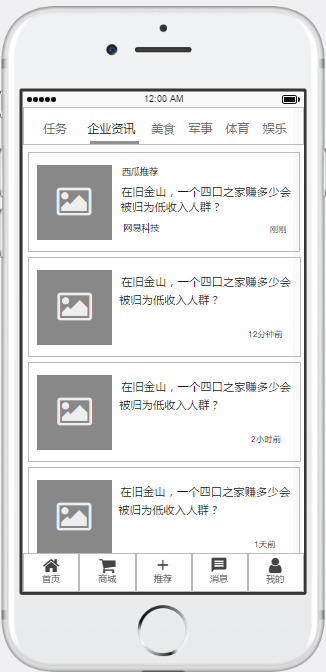 12:00 AM
任务 企业资讯 美食 军事 体育 娱乐
西瓜推荐
在旧金山，一个四口之家赚多少会
被归为低收入人群？
网易科技 刚刚
在旧金山，一个四口之家赚多少会
被归为低收入人群？
12分钟前
在旧金山，一个四口之家赚多少会
被归为低收入人群？
2小时前
在旧金山，一个四口之家赚多少会
被归为低收入人群？
1天前
首页 商城 推荐 消息 我的